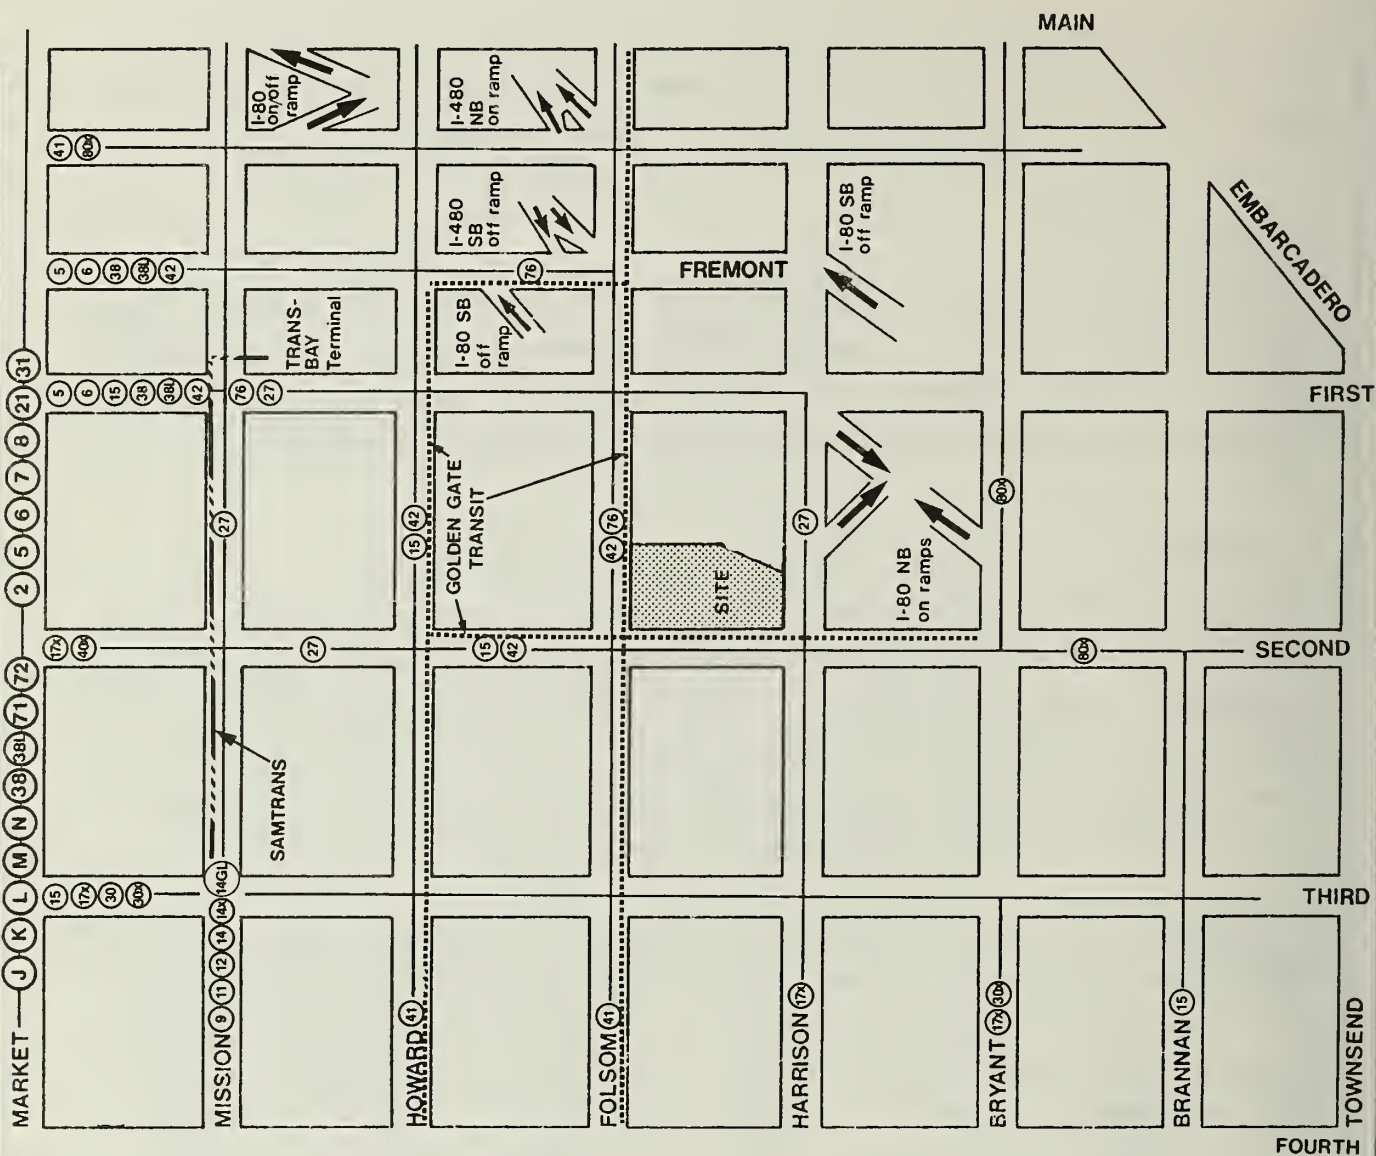 MAIN
I-80
on/off
ramp
I-480
NB
on ramp
41 80X
I-480
SB
off ramp
I-80 SB
off ramp
EMBARCADERO
5 6 38 38L 42
76
FREMONT
TRANS-
BAY
Terminal
I-80 SB
off
ramp
5 6 15 38 38L 42 76 27
FIRST
31
21
8
7
6
5
2
27
15 42
GOLDEN GATE
TRANSIT
42 76
27
80X
SITE
I-80 NB
on ramps
17X 40X
27
15 42
80X
SECOND
72
71
38L
38
N
M
L
K
J
MARKET
SAMTRANS
15 17X 30 30X
THIRD
MISSION 9 11 12 14 14X 14GL
HOWARD 41
FOLSOM 41
HARRISON 17X
BRYANT 17X 30X
BRANNAN 15
TOWNSEND
FOURTH